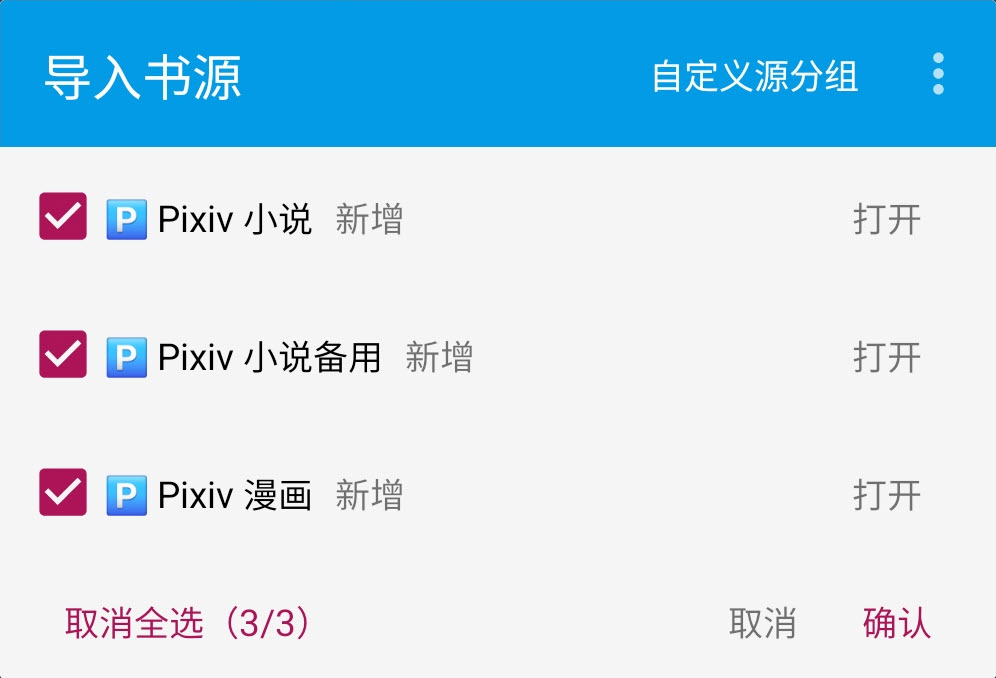 导入书源 自定义源分组
🅿️ Pixiv 小说 新增 打开
🅿️ Pixiv 小说备用 新增 打开
🅿️ Pixiv 漫画 新增 打开
取消全选（3/3） 取消 确认